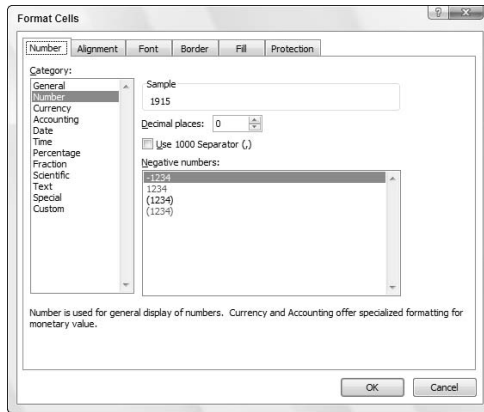 Format Cells
?
Number Alignment Font Border Fill Protection
Category:
General
Number
Currency
Accounting
Date
Time
Percentage
Fraction
Scientific
Text
Special
Custom
Sample
1915
Decimal places: 0
Use 1000 Separator (,)
Negative numbers:
-1234
1234
(1234)
(1234)
Number is used for general display of numbers. Currency and Accounting offer specialized formatting for
monetary value.
OK Cancel